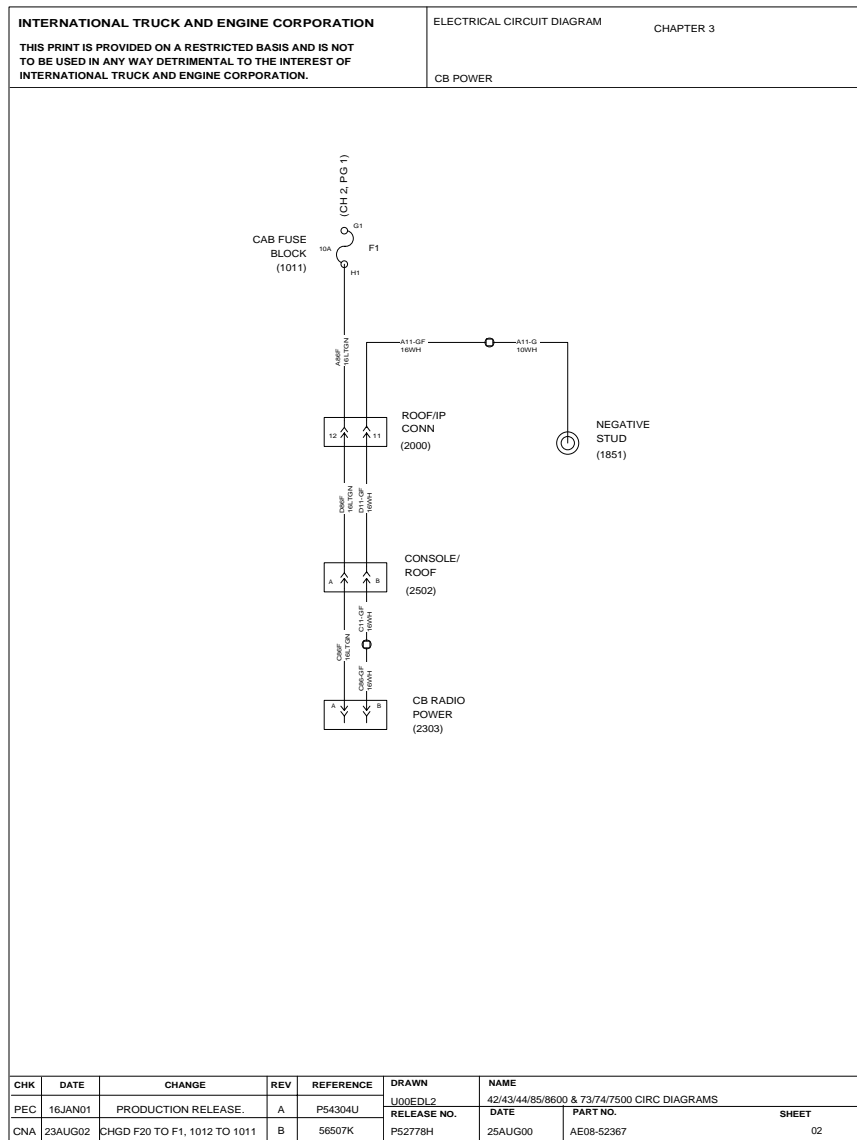 INTERNATIONAL TRUCK AND ENGINE CORPORATION
THIS PRINT IS PROVIDED ON A RESTRICTED BASIS AND IS NOT
TO BE USED IN ANY WAY DETRIMENTAL TO THE INTEREST OF
INTERNATIONAL TRUCK AND ENGINE CORPORATION.
ELECTRICAL CIRCUIT DIAGRAM
CHAPTER 3
CB POWER
(CH 2, PG 1)
G1
CAB FUSE
BLOCK
(1011)
10A
F1
H1
A86F
16LTGN
A11-GF
16WH
A11-G
10WH
ROOF/IP
CONN
(2000)
12
11
NEGATIVE
STUD
(1851)
D86F
16LTGN
D11-GF
16WH
CONSOLE/
ROOF
(2502)
A
B
C86F
16LTGN
C11-GF
16WH
C86-GF
16WH
CB RADIO
POWER
(2303)
A
B
CHK DATE CHANGE REV REFERENCE DRAWN NAME
U00EDL2 42/43/44/85/8600 & 73/74/7500 CIRC DIAGRAMS
PEC 16JAN01 PRODUCTION RELEASE. A P54304U RELEASE NO. DATE PART NO. SHEET
CNA 23AUG02 CHGD F20 TO F1, 1012 TO 1011 B 56507K P52778H 25AUG00 AE08-52367 02